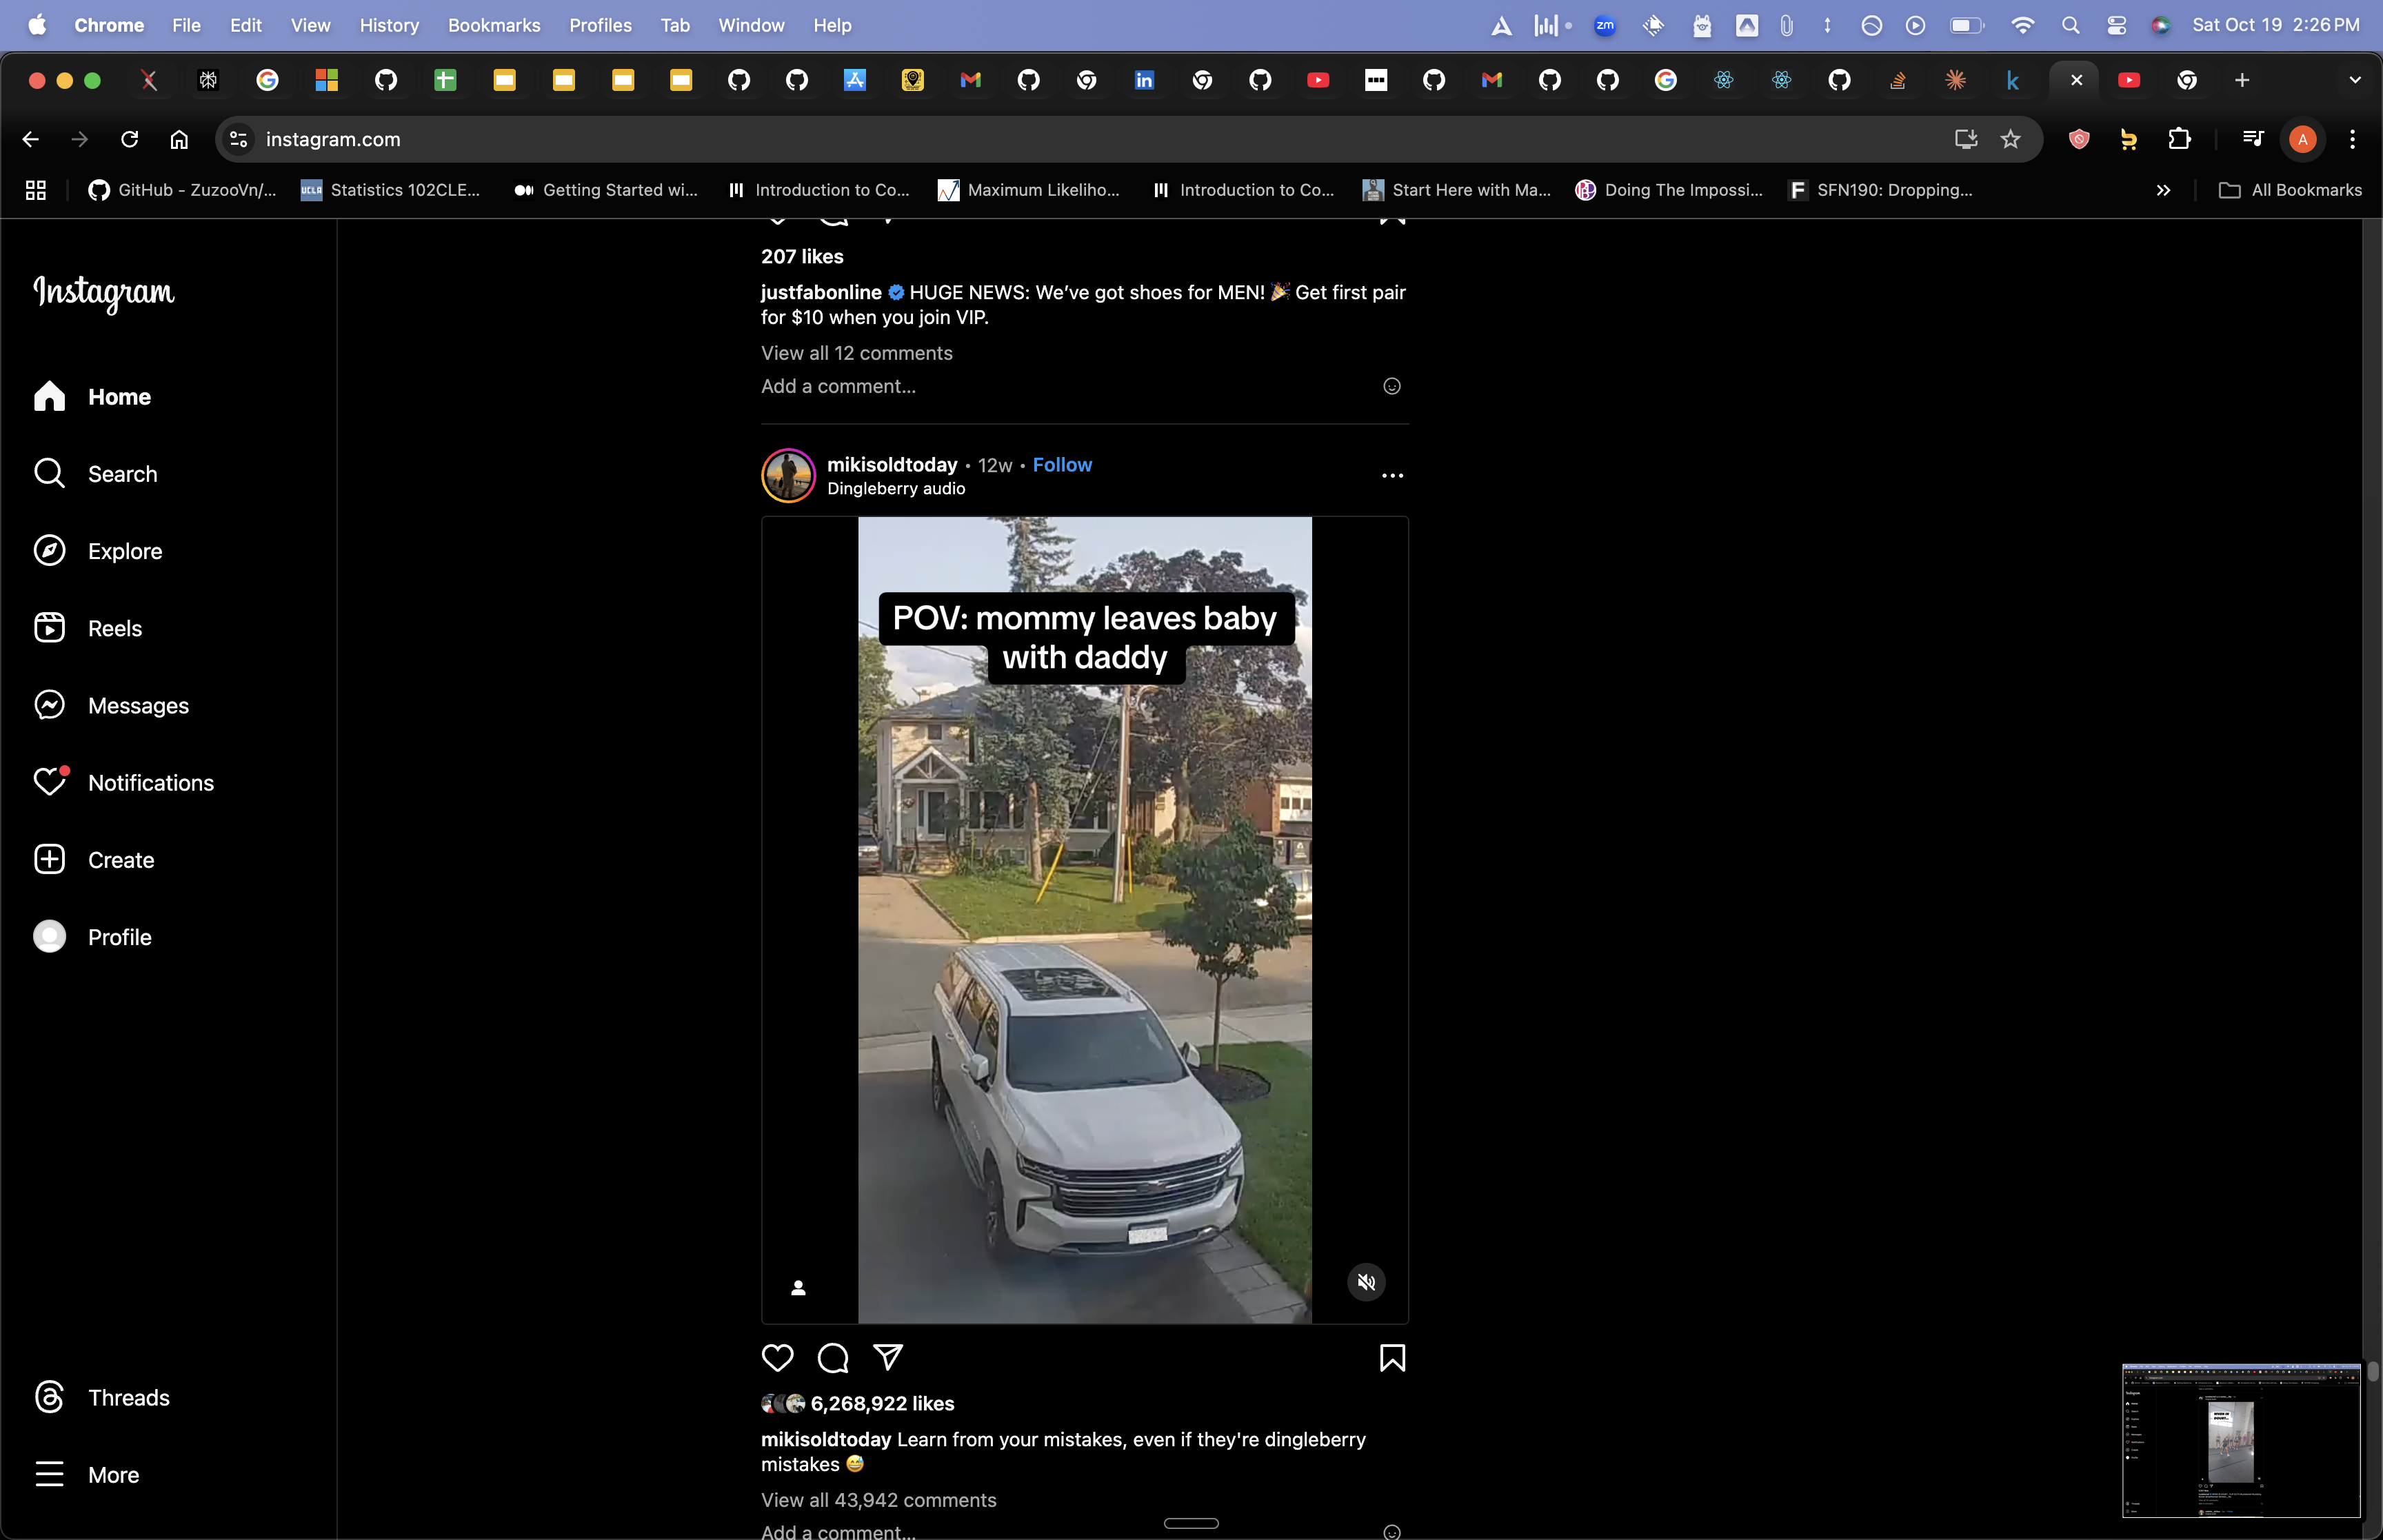 Chrome File Edit View History Bookmarks Profiles Tab Window Help
zm
Sat Oct 19 2:26 PM
instagram.com
A
GitHub - ZuzooVn/...
UCLA Statistics 102CLE...
Getting Started wi...
Introduction to Co...
Maximum Likeliho...
Introduction to Co...
Start Here with Ma...
Doing The Impossi...
SFN190: Dropping...
All Bookmarks
Instagram
Home
Search
Explore
Reels
Messages
Notifications
Create
Profile
Threads
More
207 likes
justfabonline HUGE NEWS: We’ve got shoes for MEN! 🎉 Get first pair
for $10 when you join VIP.
View all 12 comments
Add a comment...
mikisoldtoday • 12w • Follow
Dingleberry audio
POV: mommy leaves baby
with daddy
6,268,922 likes
mikisoldtoday Learn from your mistakes, even if they're dingleberry
mistakes 😅
View all 43,942 comments
Add a comment...